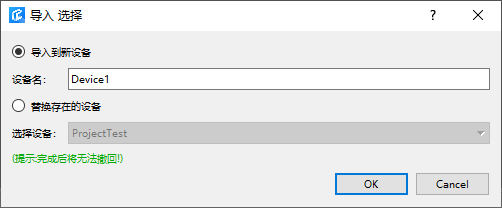 导入 选择
导入到新设备
设备名: Device1
替换存在的设备
选择设备: ProjectTest
(提示:完成后将无法撤回!)
OK Cancel